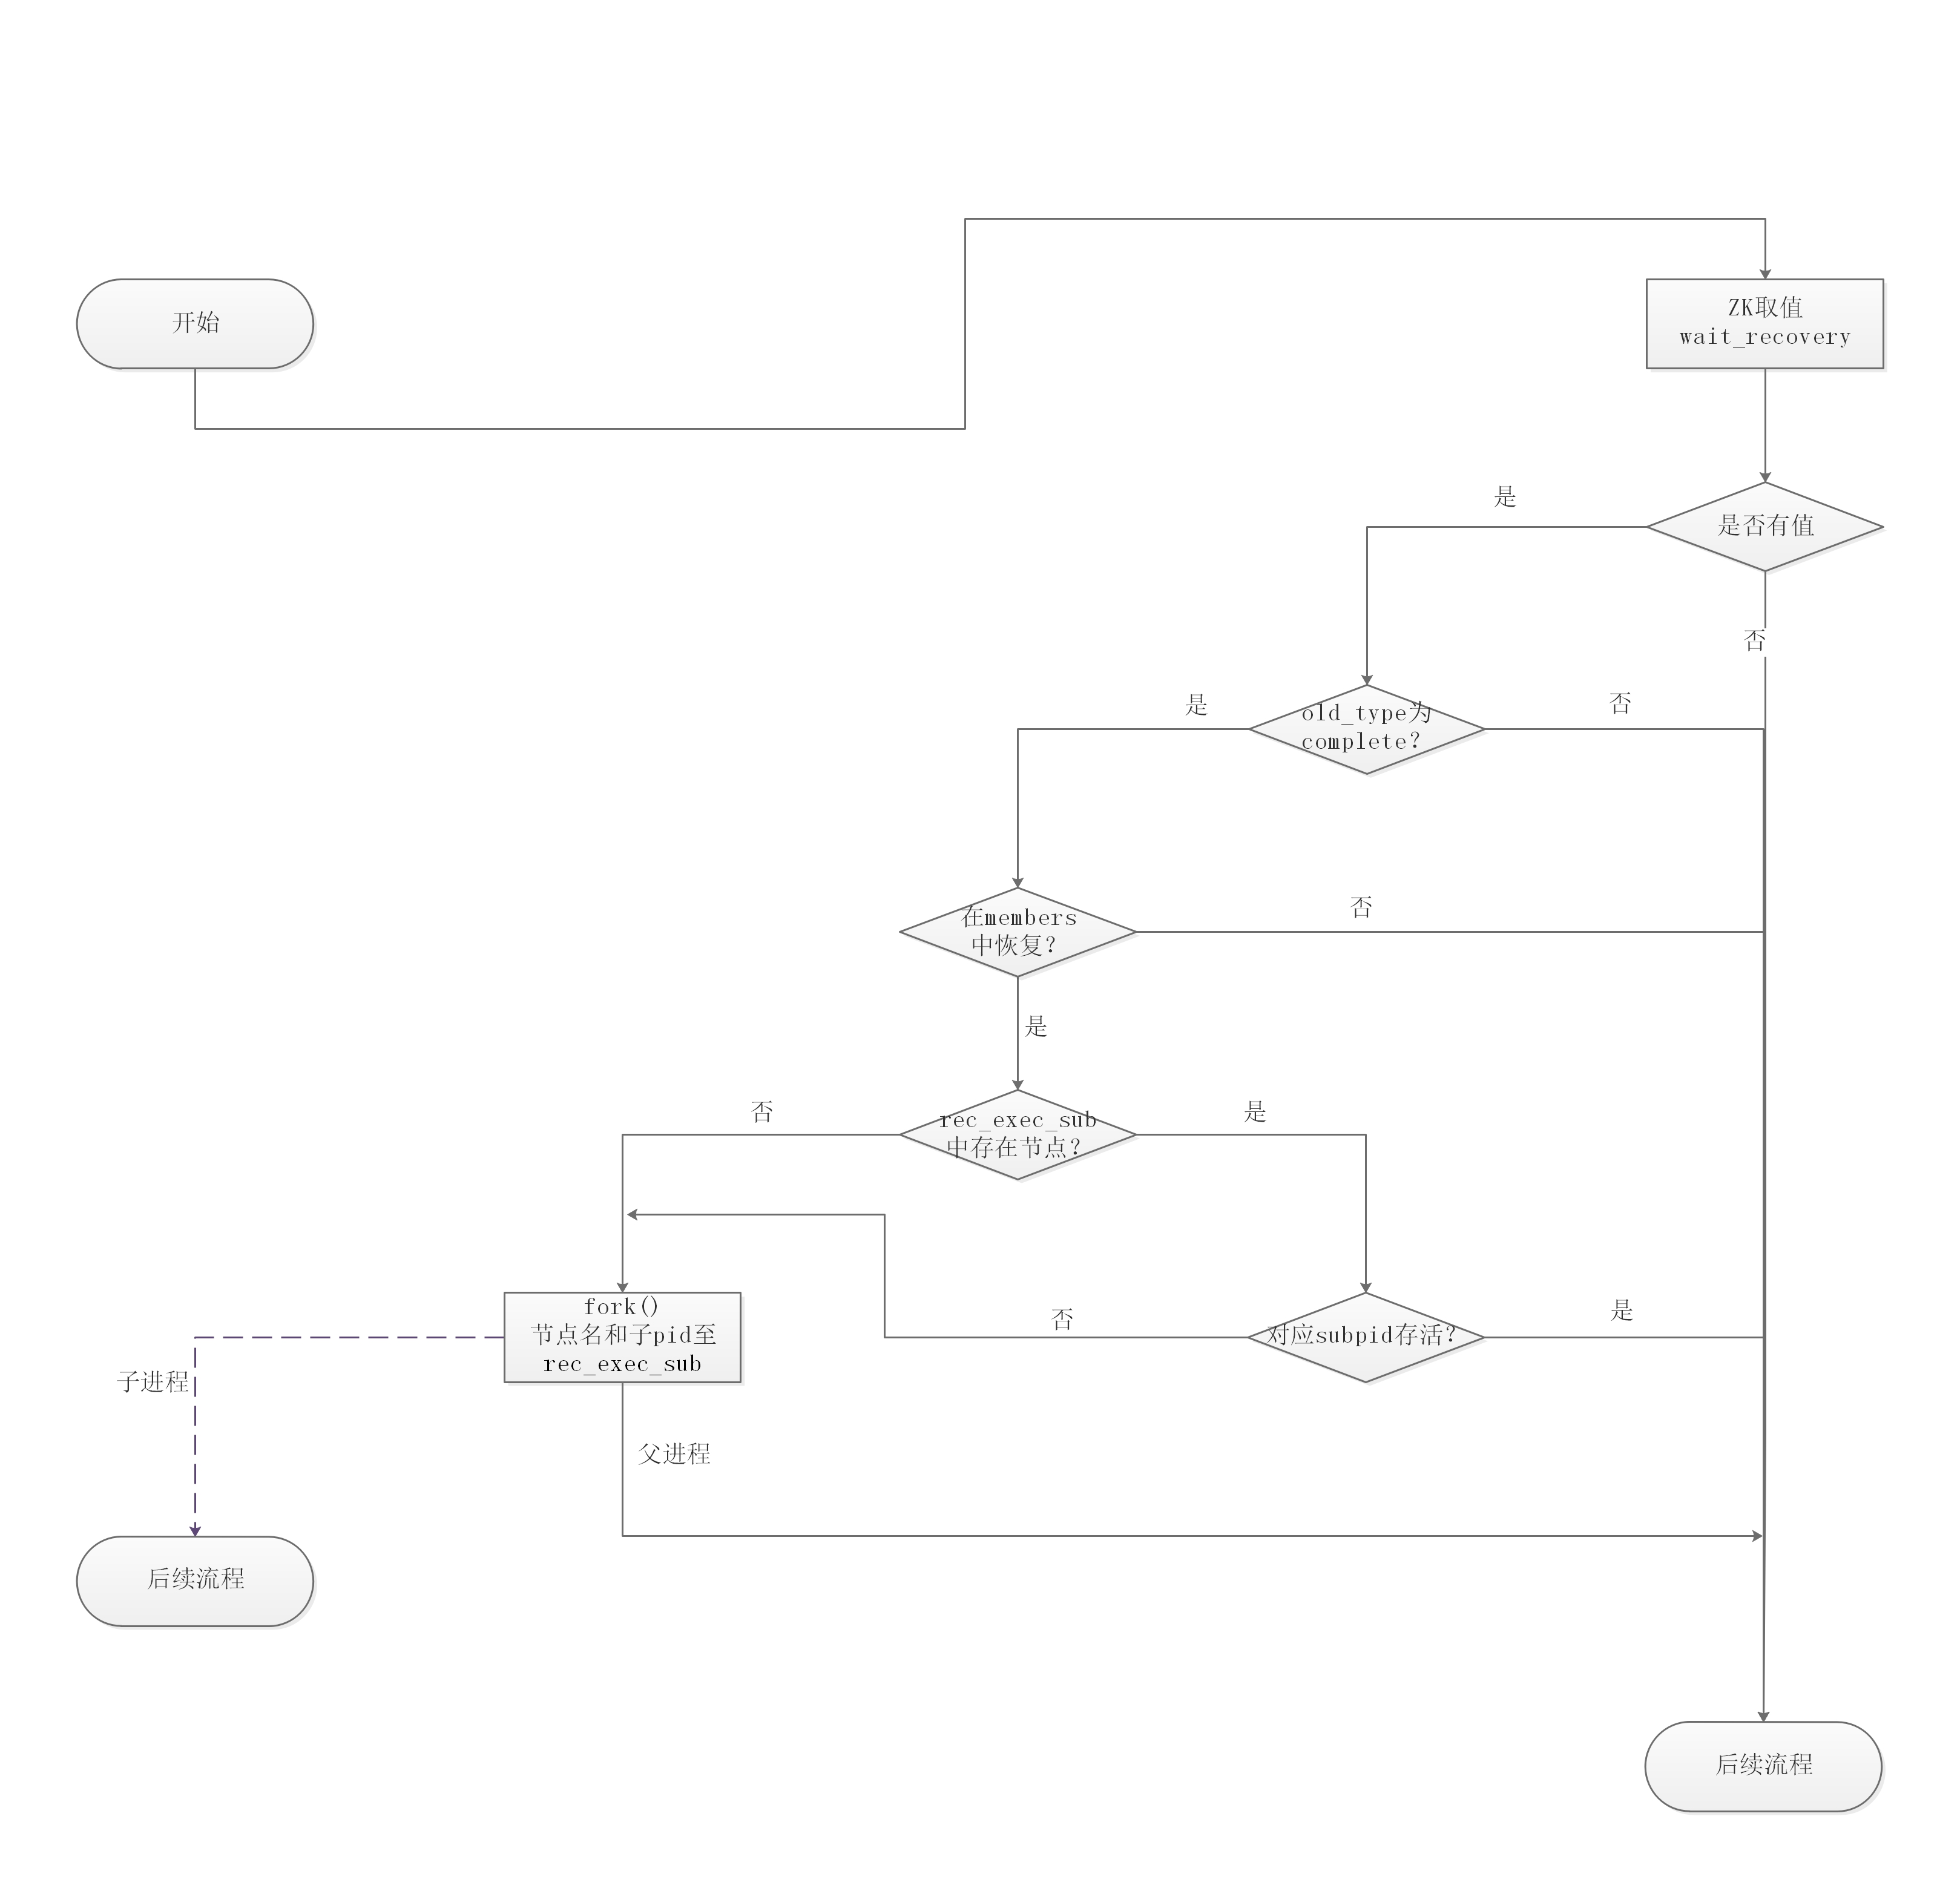 开始
ZK取值
wait_recovery
是
是否有值
否
是
old_type为
complete？
否
在members
中恢复？
否
是
否
rec_exec_sub
中存在节点？
是
fork()
节点名和子pid至
rec_exec_sub
否
对应subpid存活？
是
子进程
父进程
后续流程
后续流程